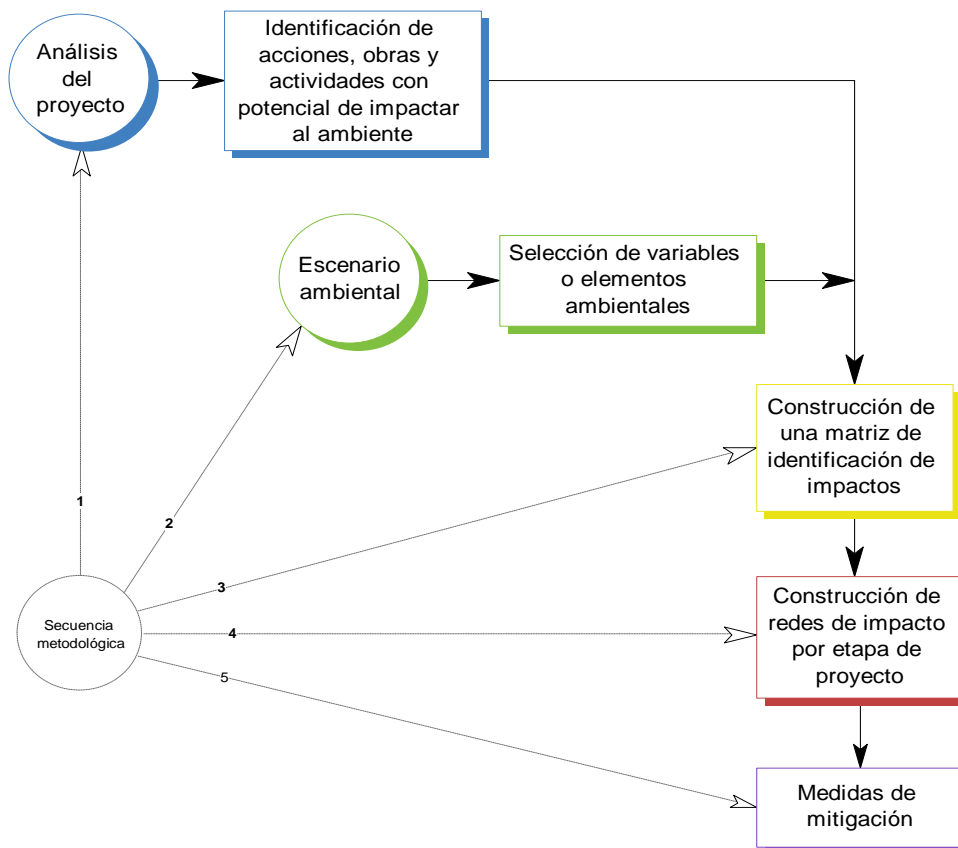 Análisis
del
proyecto
Identificación de
acciones, obras y
actividades con
potencial de impactar
al ambiente
Escenario
ambiental
Selección de variables
o elementos
ambientales
Construcción de
una matriz de
identificación de
impactos
1
2
3
Secuencia
metodológica
4
5
Construcción de
redes de impacto
por etapa de
proyecto
Medidas de
mitigación